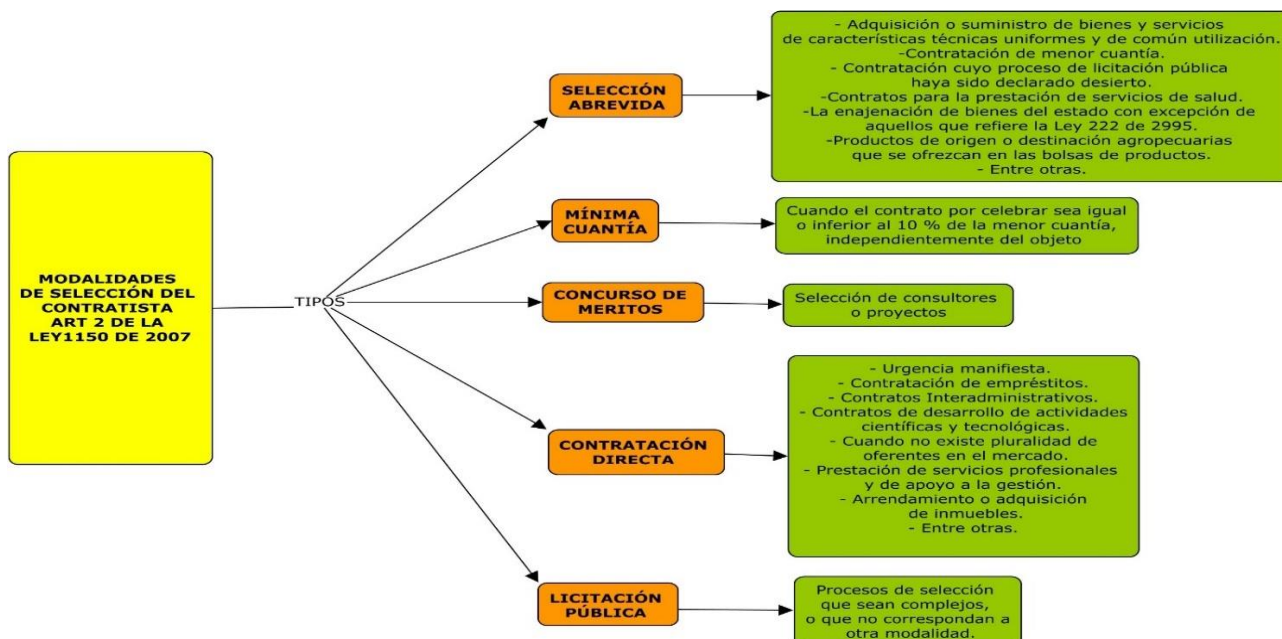 MODALIDADES
DE SELECCIÓN DEL
CONTRATISTA
ART 2 DE LA
LEY1150 DE 2007
TIPOS
SELECCIÓN
ABREVIDA
- Adquisición o suministro de bienes y servicios
de características técnicas uniformes y de común utilización.
-Contratación de menor cuantía.
- Contratación cuyo proceso de licitación pública
haya sido declarado desierto.
-Contratos para la prestación de servicios de salud.
-La enajenación de bienes del estado con excepción de
aquellos que refiere la Ley 222 de 2995.
-Productos de origen o destinación agropecuarias
que se ofrezcan en las bolsas de productos.
- Entre otras.
MÍNIMA
CUANTÍA
Cuando el contrato por celebrar sea igual
o inferior al 10 % de la menor cuantía,
independientemente del objeto
CONCURSO DE
MERITOS
Selección de consultores
o proyectos
CONTRATACIÓN
DIRECTA
- Urgencia manifiesta.
- Contratación de empréstitos.
- Contratos Interadministrativos.
- Contratos de desarrollo de actividades
científicas y tecnológicas.
- Cuando no existe pluralidad de
oferentes en el mercado.
- Prestación de servicios profesionales
y de apoyo a la gestión.
- Arrendamiento o adquisición
de inmuebles.
- Entre otras.
LICITACIÓN
PÚBLICA
Procesos de selección
que sean complejos,
o que no correspondan a
otra modalidad.